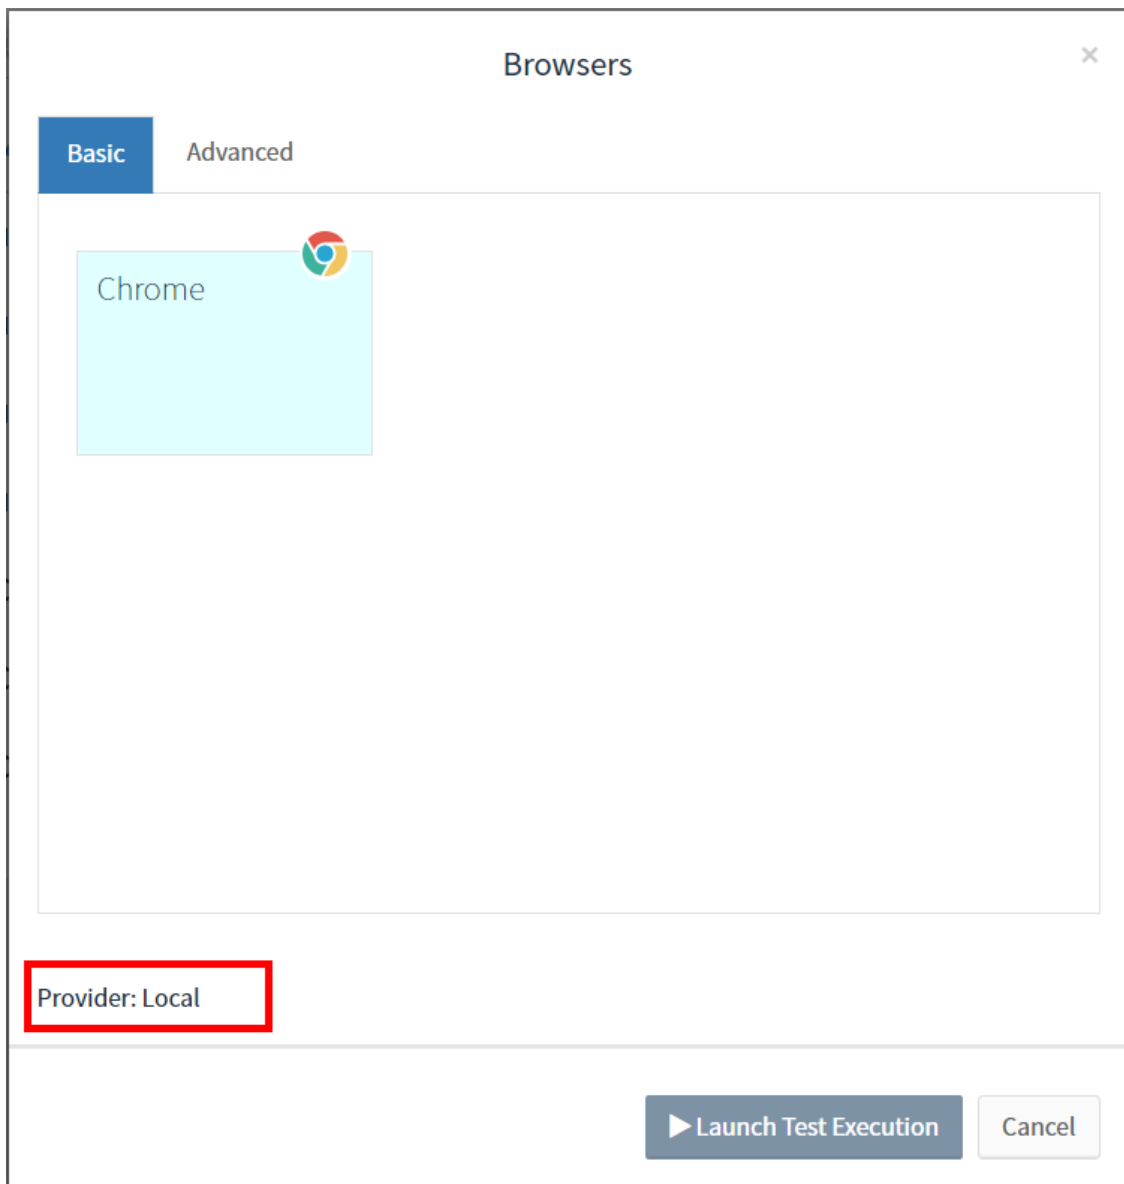 Browsers
×
Basic
Advanced
Chrome
Provider: Local
Launch Test Execution
Cancel